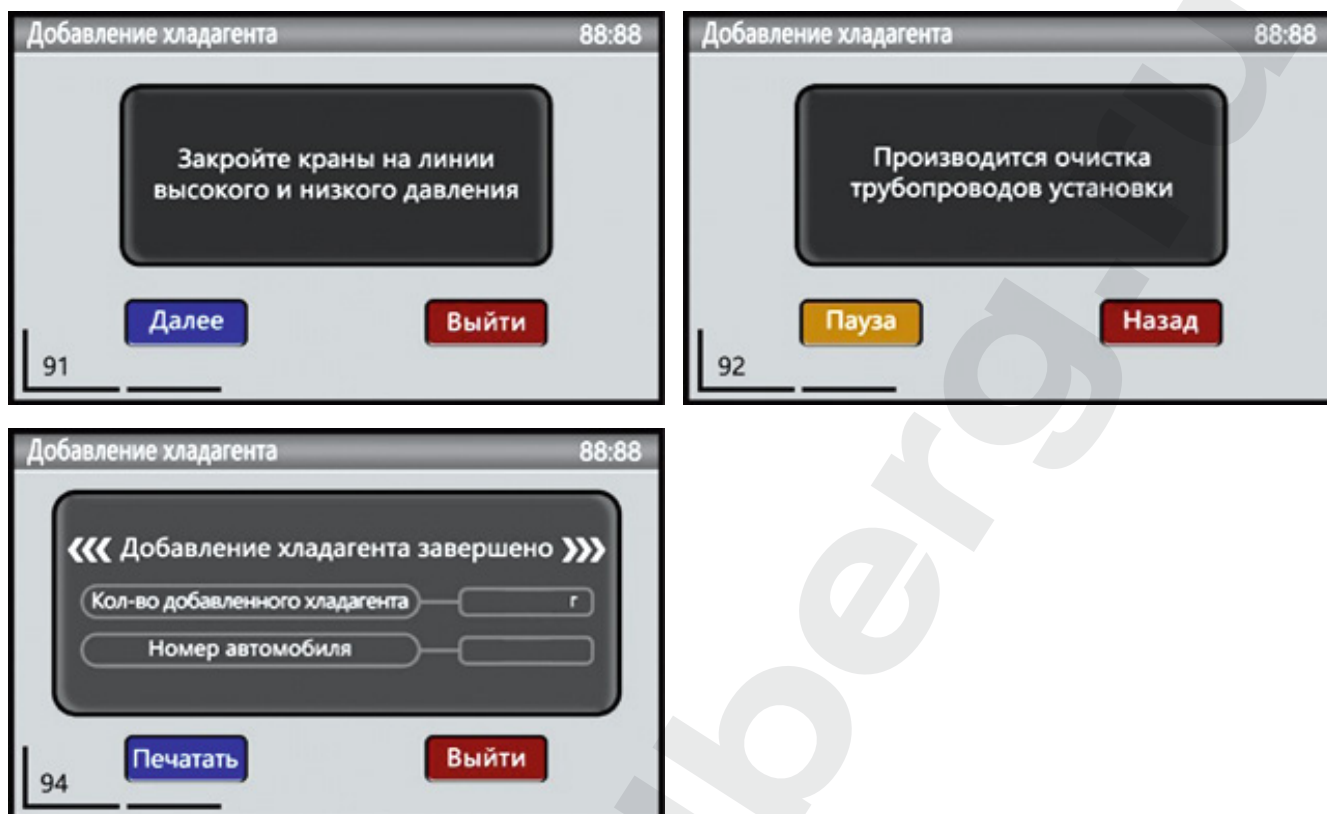 Добавление хладагента 88:88
Закройте краны на линии
высокого и низкого давления
Далее Выйти
91
Добавление хладагента 88:88
Производится очистка
трубопроводов установки
Пауза Назад
92
Добавление хладагента 88:88
Добавление хладагента завершено
Кол-во добавленного хладагента г
Номер автомобиля
Печатать Выйти
94
berg.ru